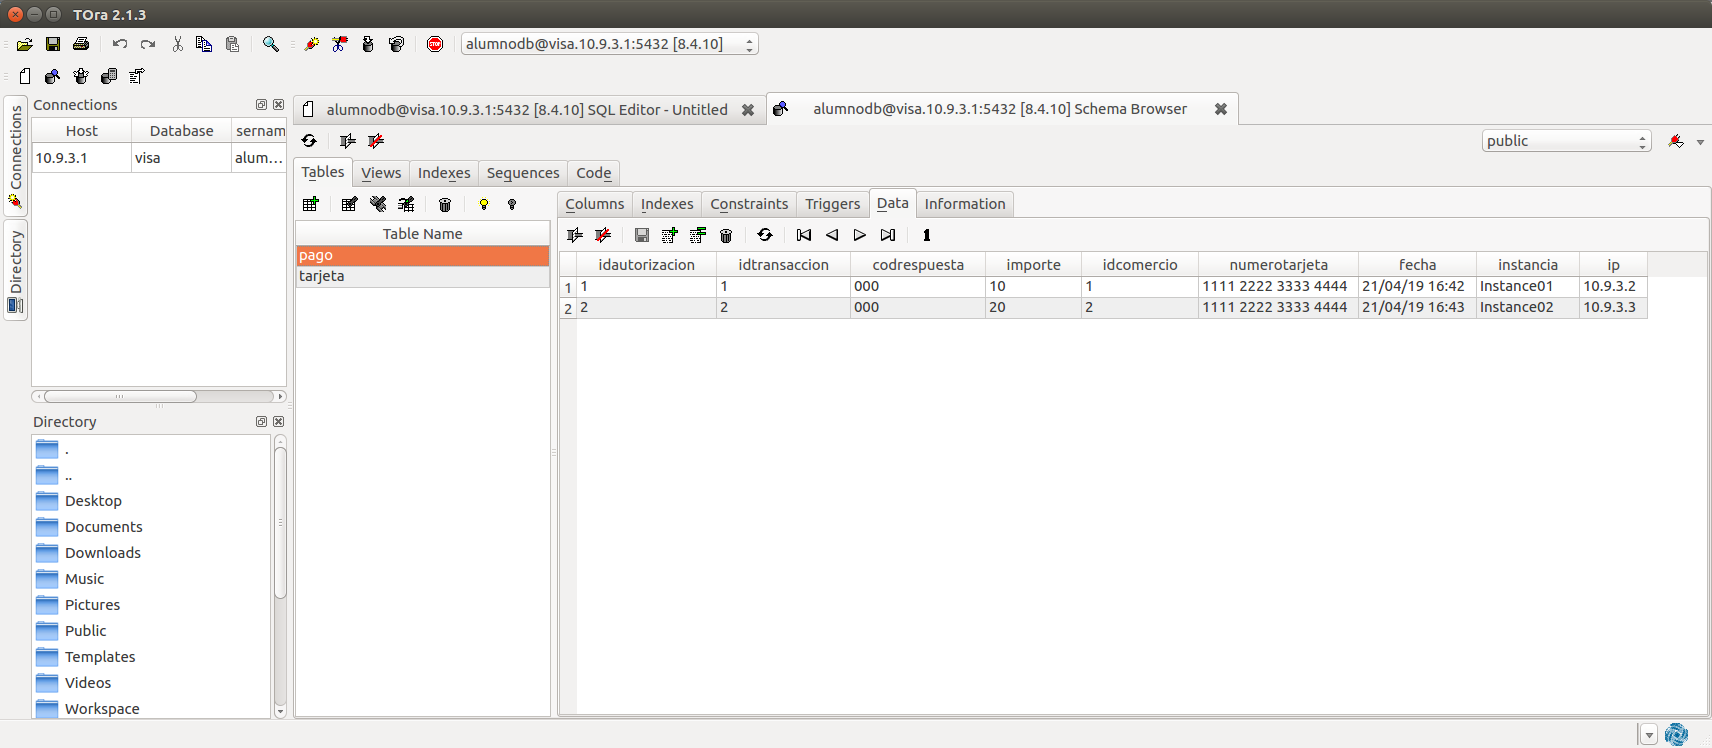 TOra 2.1.3
alumnodb@visa.10.9.3.1:5432 [8.4.10]
Connections
Directory
Connections
Host Database sernam
10.9.3.1 visa alum...
Directory
.
..
Desktop
Documents
Downloads
Music
Pictures
Public
Templates
Videos
Workspace
alumnodb@visa.10.9.3.1:5432 [8.4.10] SQL Editor - Untitled
alumnodb@visa.10.9.3.1:5432 [8.4.10] Schema Browser
public
Tables Views Indexes Sequences Code
Table Name
pago
tarjeta
Columns Indexes Constraints Triggers Data Information
1
idautorizacion idtransaccion codrespuesta importe idcomercio numerotarjeta fecha instancia ip
1 1 1 000 10 1 1111 2222 3333 4444 21/04/19 16:42 Instance01 10.9.3.2
2 2 2 000 20 2 1111 2222 3333 4444 21/04/19 16:43 Instance02 10.9.3.3